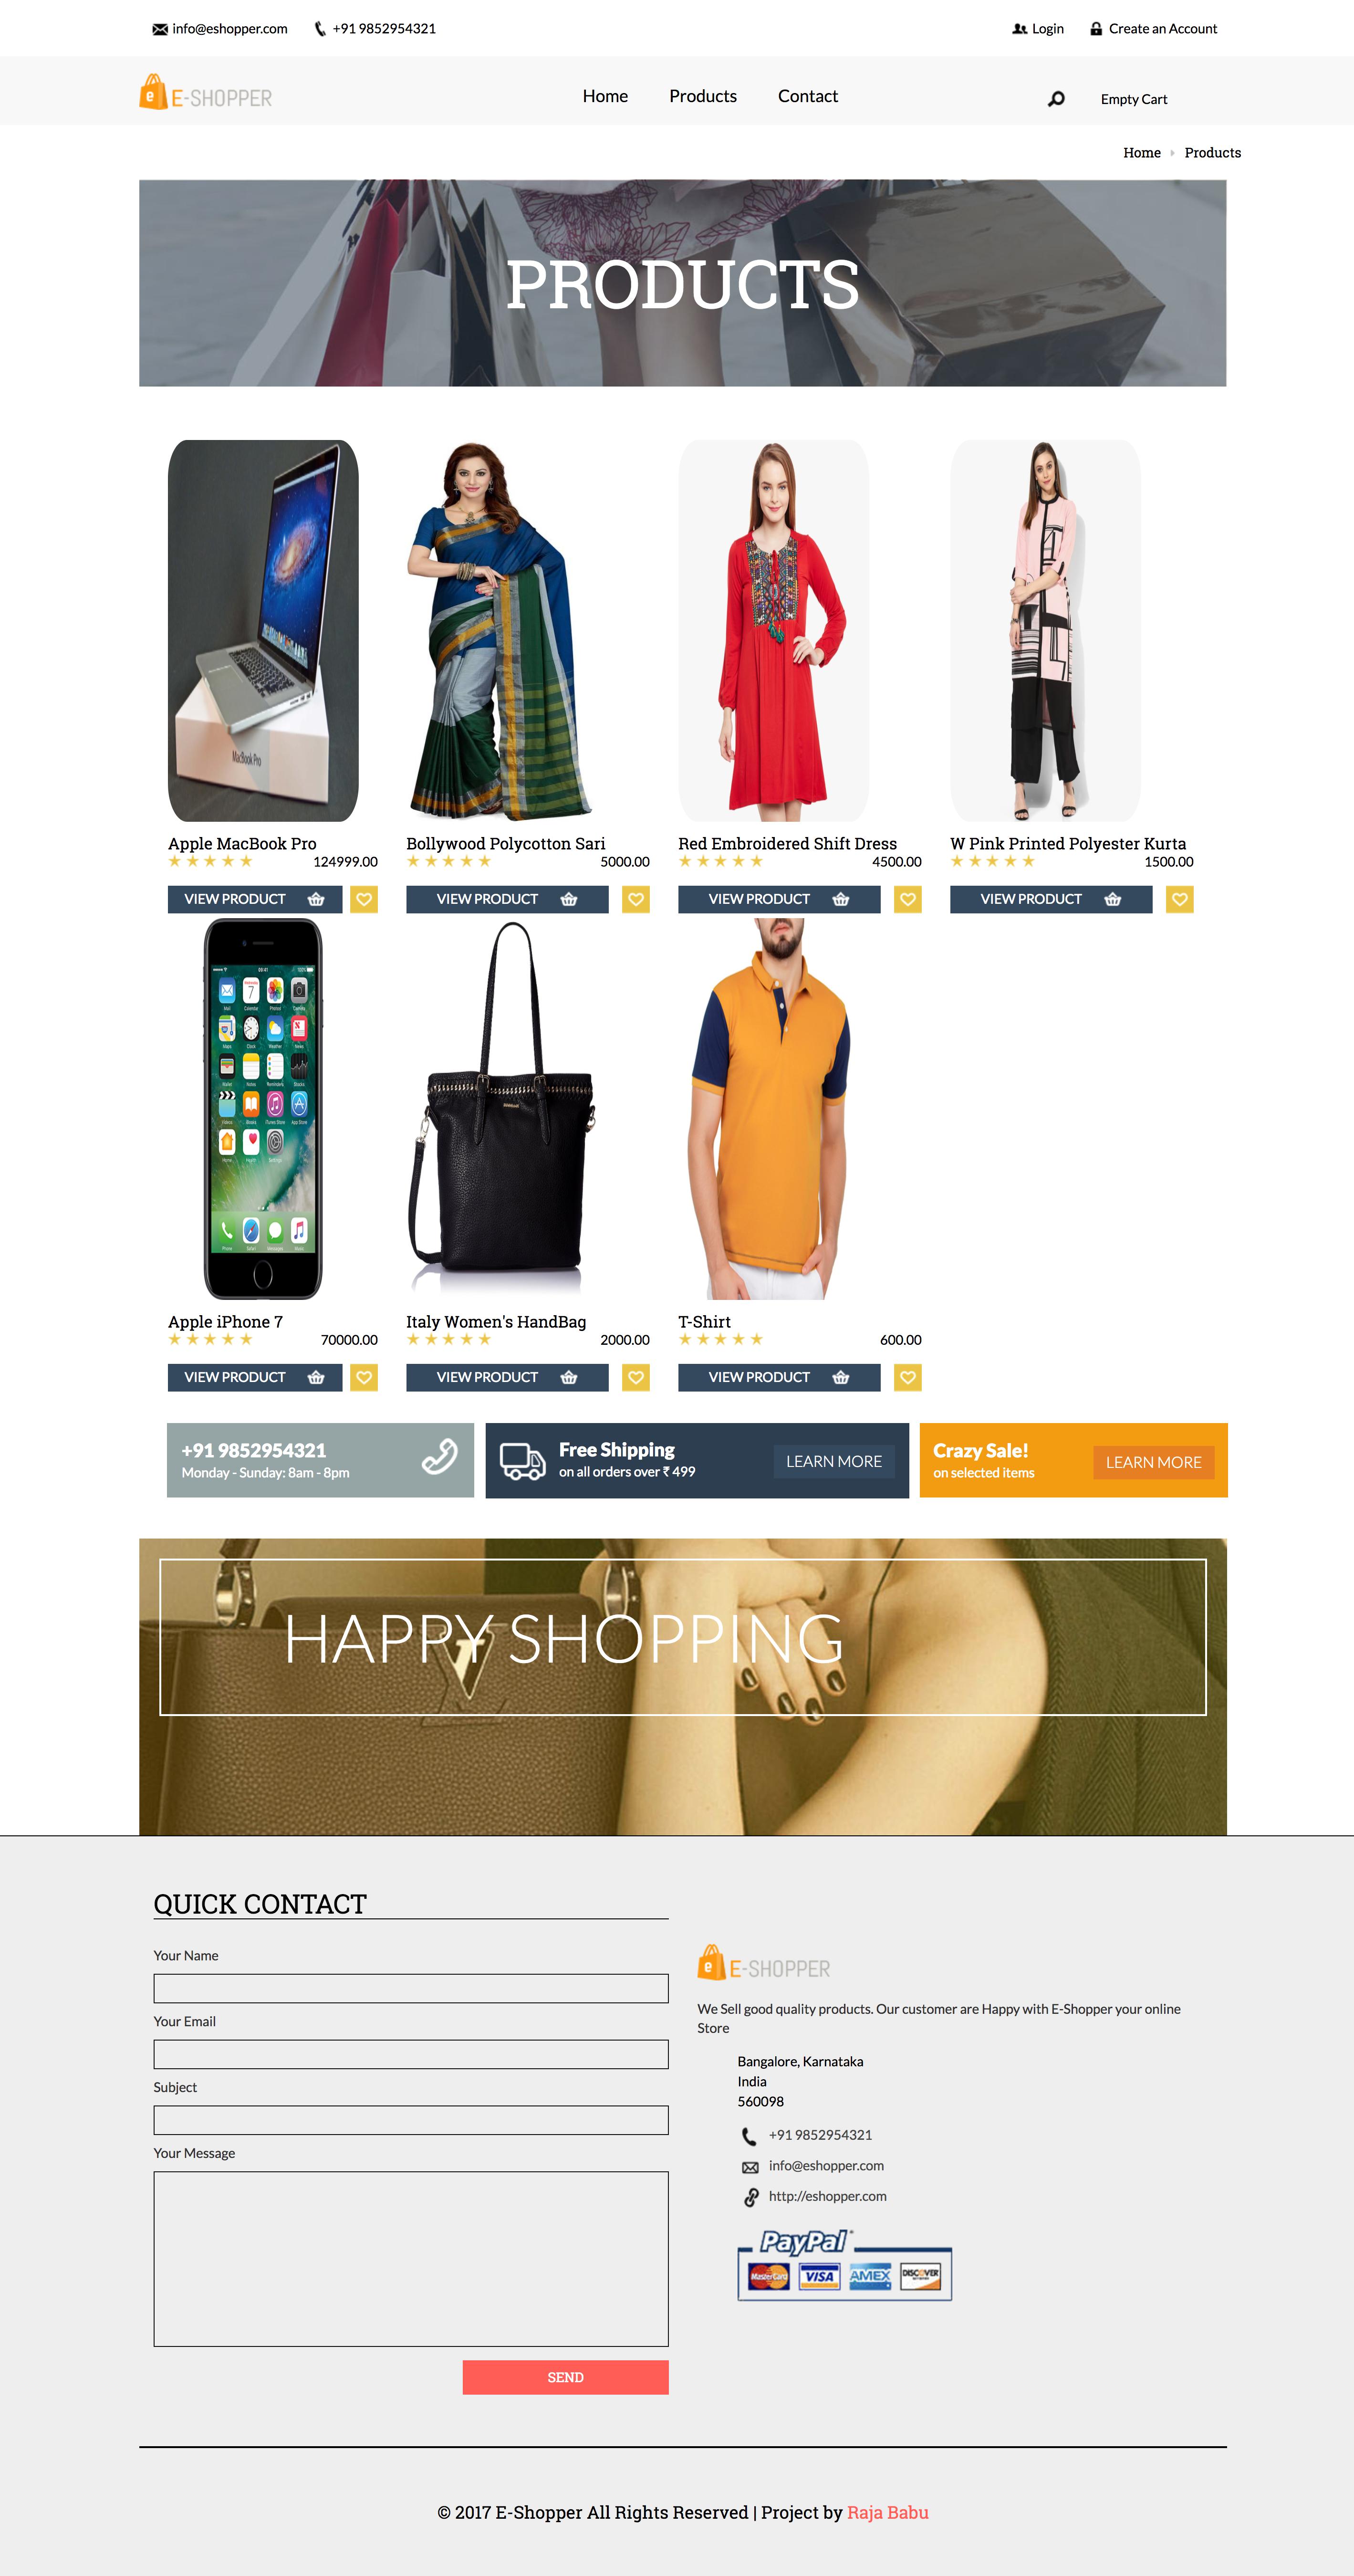 info@eshopper.com +91 9852954321 Login Create an Account
E-SHOPPER Home Products Contact Empty Cart
Home Products
PRODUCTS
MacBook Pro
Apple MacBook Pro
124999.00
VIEW PRODUCT
Bollywood Polycotton Sari
5000.00
VIEW PRODUCT
Red Embroidered Shift Dress
4500.00
VIEW PRODUCT
W Pink Printed Polyester Kurta
1500.00
VIEW PRODUCT
Apple iPhone 7
70000.00
VIEW PRODUCT
Italy Women's HandBag
2000.00
VIEW PRODUCT
T-Shirt
600.00
VIEW PRODUCT
+91 9852954321
Monday - Sunday: 8am - 8pm
Free Shipping
on all orders over ₹ 499
LEARN MORE
Crazy Sale!
on selected items
LEARN MORE
HAPPY SHOPPING
QUICK CONTACT
Your Name
Your Email
Subject
Your Message
SEND
E-SHOPPER
We Sell good quality products. Our customer are Happy with E-Shopper your online
Store
Bangalore, Karnataka
India
560098
+91 9852954321
info@eshopper.com
http://eshopper.com
PayPal
MasterCard VISA AMEX DISCOVER
© 2017 E-Shopper All Rights Reserved | Project by Raja Babu